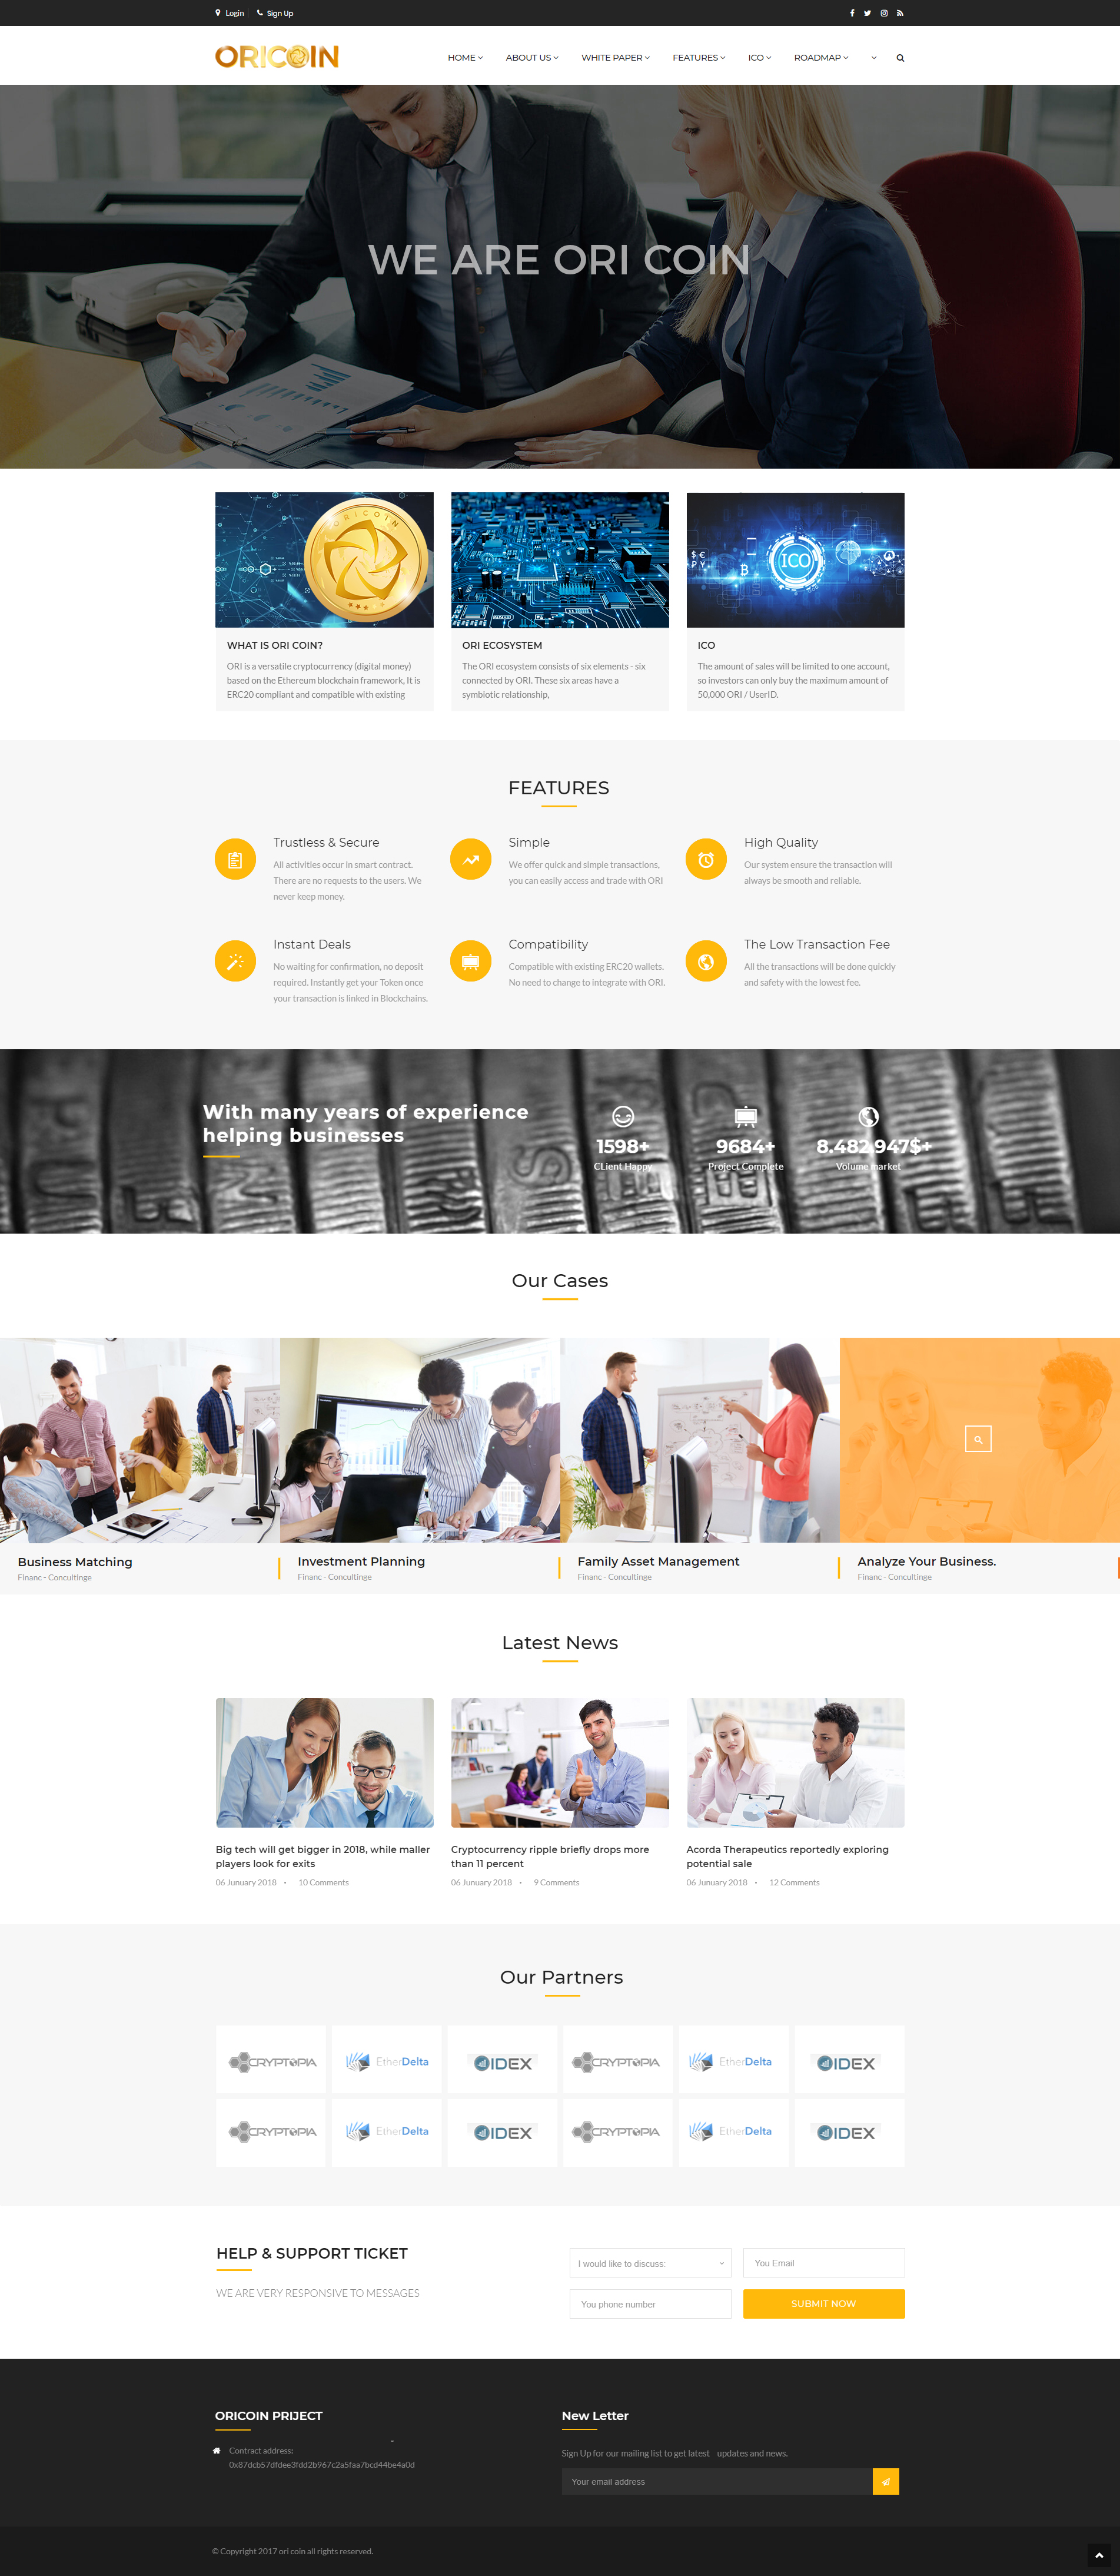 Login
Sign Up
ORICOIN
HOME
ABOUT US
WHITE PAPER
FEATURES
ICO
ROADMAP
WE ARE ORI COIN
ORICOIN
ICO
WHAT IS ORI COIN?
ORI is a versatile cryptocurrency (digital money)
based on the Ethereum blockchain framework, It is
ERC20 compliant and compatible with existing
ORI ECOSYSTEM
The ORI ecosystem consists of six elements - six
connected by ORI. These six areas have a
symbiotic relationship,
ICO
The amount of sales will be limited to one account,
so investors can only buy the maximum amount of
50,000 ORI / UserID.
FEATURES
Trustless & Secure
All activities occur in smart contract.
There are no requests to the users. We
never keep money.
Simple
We offer quick and simple transactions,
you can easily access and trade with ORI
High Quality
Our system ensure the transaction will
always be smooth and reliable.
Instant Deals
No waiting for confirmation, no deposit
required. Instantly get your Token once
your transaction is linked in Blockchains.
Compatibility
Compatible with existing ERC20 wallets.
No need to change to integrate with ORI.
The Low Transaction Fee
All the transactions will be done quickly
and safety with the lowest fee.
With many years of experience
helping businesses
1598+
CLient Happy
9684+
Project Complete
8.482.947$+
Volume market
Our Cases
Business Matching
Financ - Concultinge
Investment Planning
Financ - Concultinge
Family Asset Management
Financ - Concultinge
Analyze Your Business.
Financ - Concultinge
Latest News
Big tech will get bigger in 2018, while maller
players look for exits
06 Junuary 2018 • 10 Comments
Cryptocurrency ripple briefly drops more
than 11 percent
06 Junuary 2018 • 9 Comments
Acorda Therapeutics reportedly exploring
potential sale
06 Junuary 2018 • 12 Comments
Our Partners
CRYPTOPIA
EtherDelta
IDEX
CRYPTOPIA
EtherDelta
IDEX
CRYPTOPIA
EtherDelta
IDEX
CRYPTOPIA
EtherDelta
IDEX
HELP & SUPPORT TICKET
WE ARE VERY RESPONSIVE TO MESSAGES
I would like to discuss:
You Email
You phone number
SUBMIT NOW
ORICOIN PRIJECT
Contract address:
0x87dcb57dfdee3fdd2b967c2a5faa7bcd44be4a0d
New Letter
Sign Up for our mailing list to get latest updates and news.
Your email address
© Copyright 2017 ori coin all rights reserved.